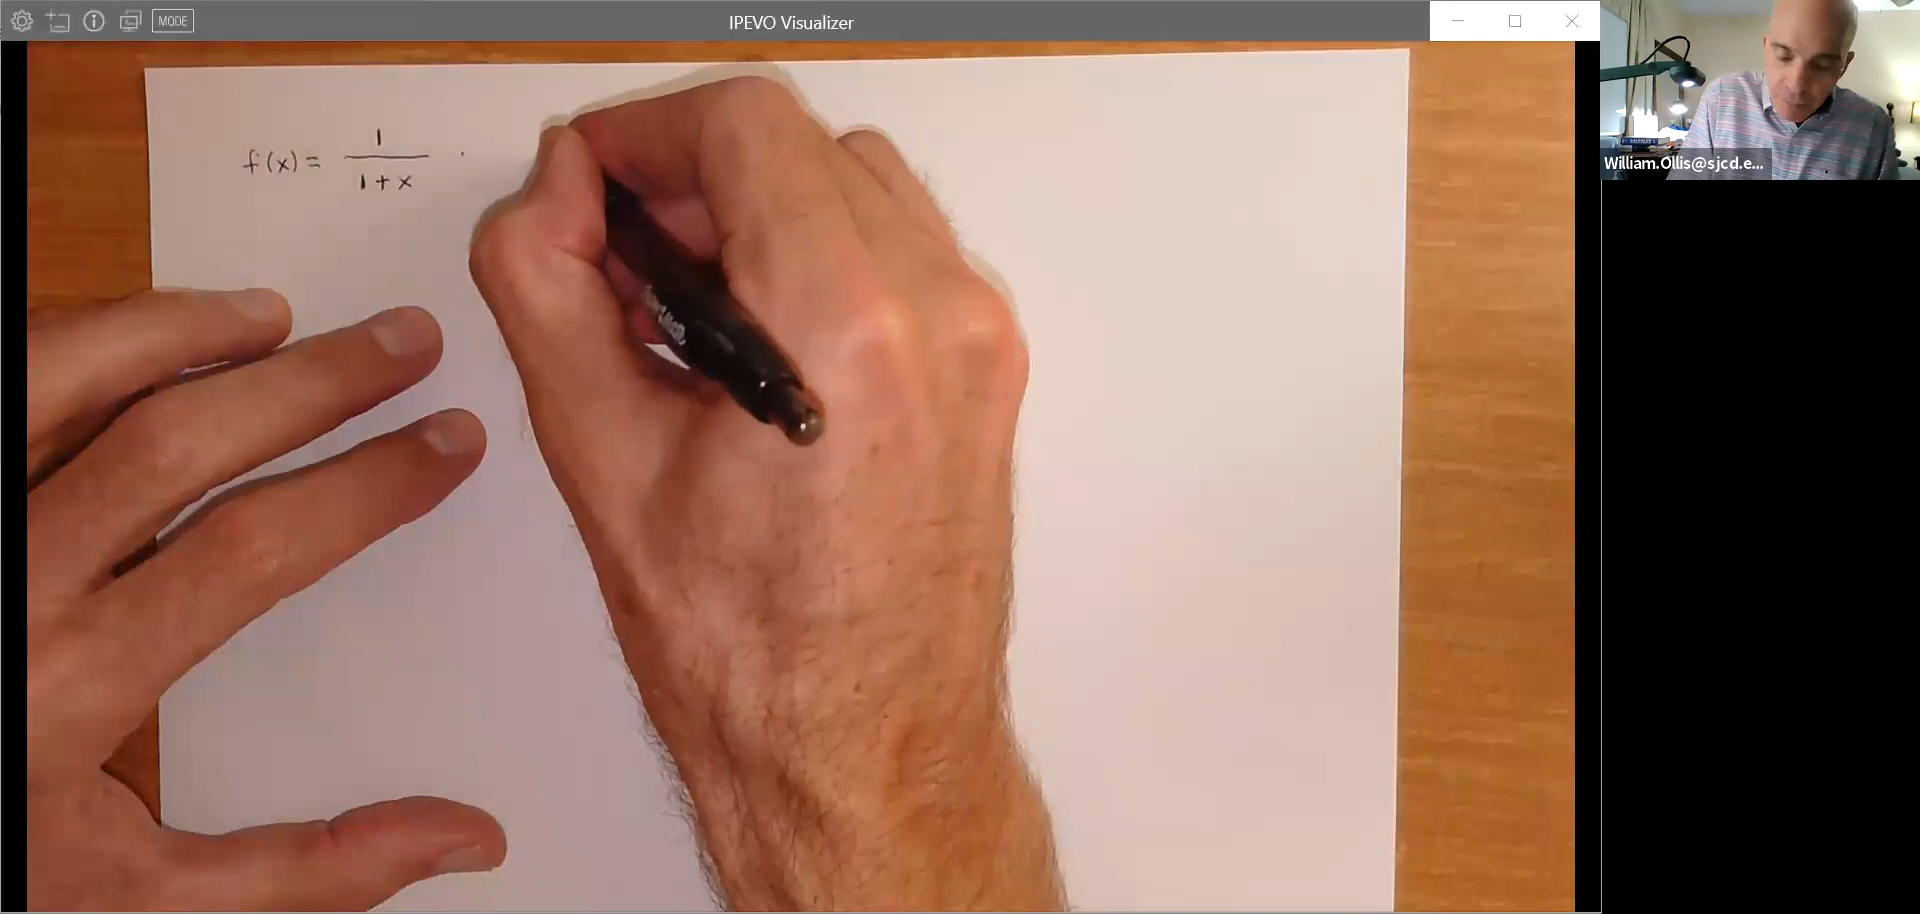 MODE
IPEVO Visualizer
f(x) = 1 / (1 + x)
William.Ollis@sjcd.e...